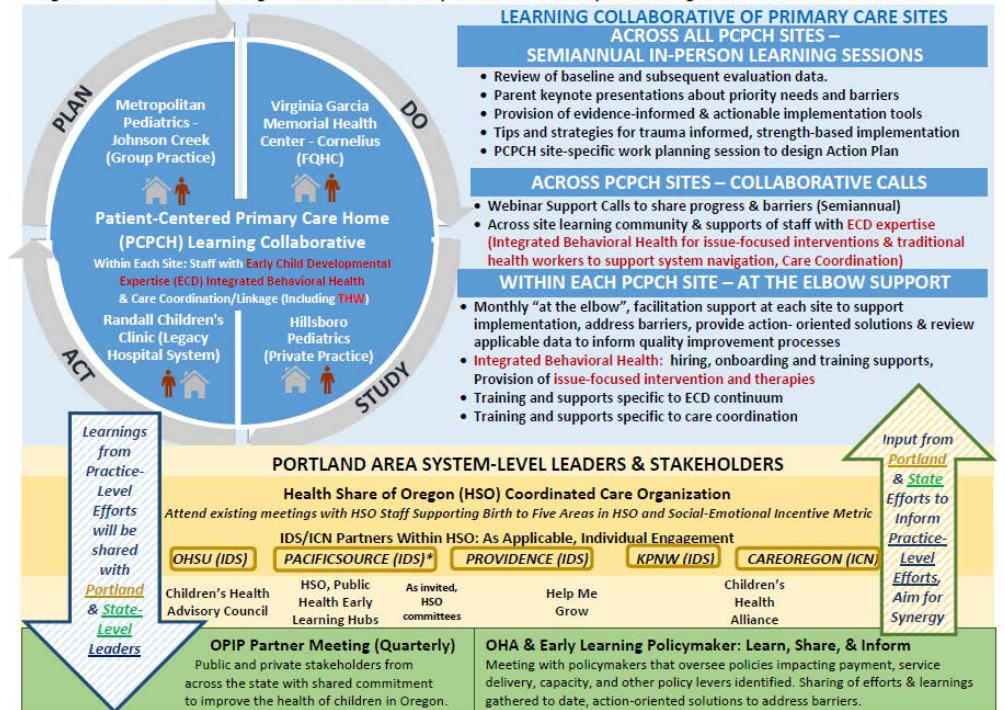 LEARNING COLLABORATIVE OF PRIMARY CARE SITES
ACROSS ALL PCPCH SITES –
SEMIANNUAL IN-PERSON LEARNING SESSIONS
• Review of baseline and subsequent evaluation data.
• Parent keynote presentations about priority needs and barriers
• Provision of evidence-informed & actionable implementation tools
• Tips and strategies for trauma informed, strength-based implementation
• PCPCH site-specific work planning session to design Action Plan
ACROSS PCPCH SITES – COLLABORATIVE CALLS
• Webinar Support Calls to share progress & barriers (Semiannual)
• Across site learning community & supports of staff with ECD expertise
(Integrated Behavioral Health for issue-focused interventions & traditional
health workers to support system navigation, Care Coordination)
WITHIN EACH PCPCH SITE – AT THE ELBOW SUPPORT
• Monthly "at the elbow", facilitation support at each site to support
implementation, address barriers, provide action- oriented solutions & review
applicable data to inform quality improvement processes
• Integrated Behavioral Health: hiring, onboarding and training supports,
Provision of issue-focused intervention and therapies
• Training and supports specific to ECD continuum
• Training and supports specific to care coordination
PLAN
DO
STUDY
ACT
Metropolitan
Pediatrics -
Johnson Creek
(Group Practice)
Virginia Garcia
Memorial Health
Center - Cornelius
(FQHC)
Patient-Centered Primary Care Home
(PCPCH) Learning Collaborative
Within Each Site: Staff with Early Child Developmental
Expertise (ECD) Integrated Behavioral Health
& Care Coordination/Linkage (Including THW)
Randall Children's
Clinic (Legacy
Hospital System)
Hillsboro
Pediatrics
(Private Practice)
Learnings
from
Practice-
Level
Efforts
will be
shared
with
Portland
& State-
Level
Leaders
PORTLAND AREA SYSTEM-LEVEL LEADERS & STAKEHOLDERS
Health Share of Oregon (HSO) Coordinated Care Organization
Attend existing meetings with HSO Staff Supporting Birth to Five Areas in HSO and Social-Emotional Incentive Metric
IDS/ICN Partners Within HSO: As Applicable, Individual Engagement
OHSU (IDS)
PACIFICSOURCE (IDS)*
PROVIDENCE (IDS)
KPNW (IDS)
CAREOREGON (ICN)
Children's Health
Advisory Council
HSO, Public
Health Early
Learning Hubs
As invited,
HSO
committees
Help Me
Grow
Children's
Health
Alliance
Input from
Portland
& State
Efforts to
Inform
Practice-
Level
Efforts,
Aim for
Synergy
OPIP Partner Meeting (Quarterly)
Public and private stakeholders from
across the state with shared commitment
to improve the health of children in Oregon.
OHA & Early Learning Policymaker: Learn, Share, & Inform
Meeting with policymakers that oversee policies impacting payment, service
delivery, capacity, and other policy levers identified. Sharing of efforts & learnings
gathered to date, action-oriented solutions to address barriers.